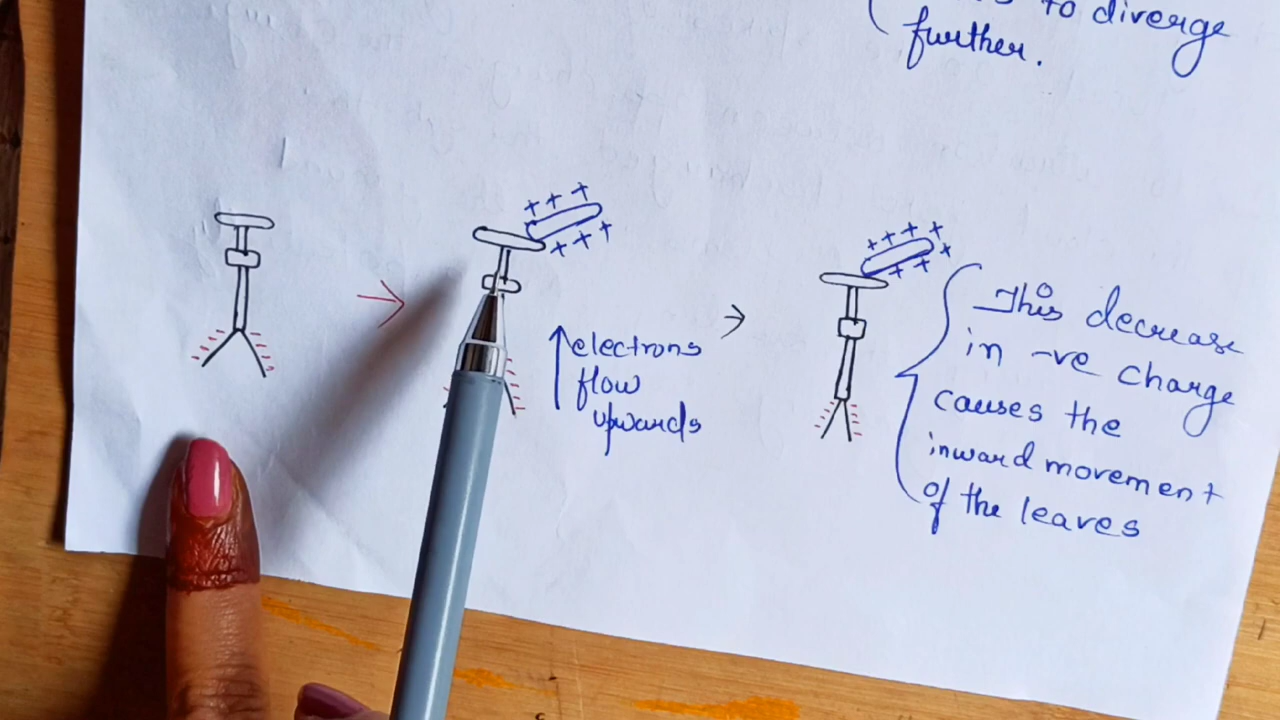 to diverge
further.
electrons
flow
upwards
This decrease
in -ve charge
causes the
inward movement
of the leaves